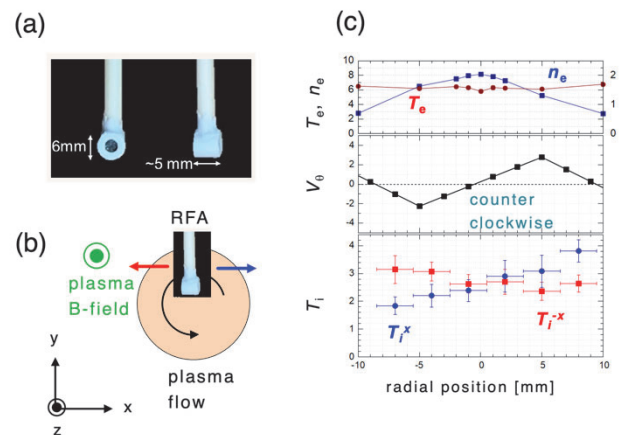 (a)
6mm
~5 mm
(b)
RFA
plasma
B-field
plasma
flow
y
x
z
(c)
Te, ne
10
8
6
4
2
0
ne
Te
2
1
0
Vθ
4
2
0
-2
-4
counter
clockwise
Ti
4
3
2
1
0
Ti^x
Ti^-x
-10
-5
0
5
10
radial position [mm]